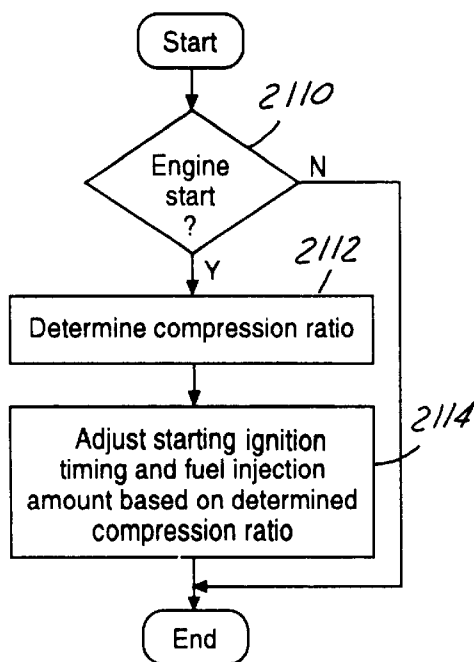 Start
2110
Engine
start
?
N
Y
2112
Determine compression ratio
2114
Adjust starting ignition
timing and fuel injection
amount based on determined
compression ratio
End